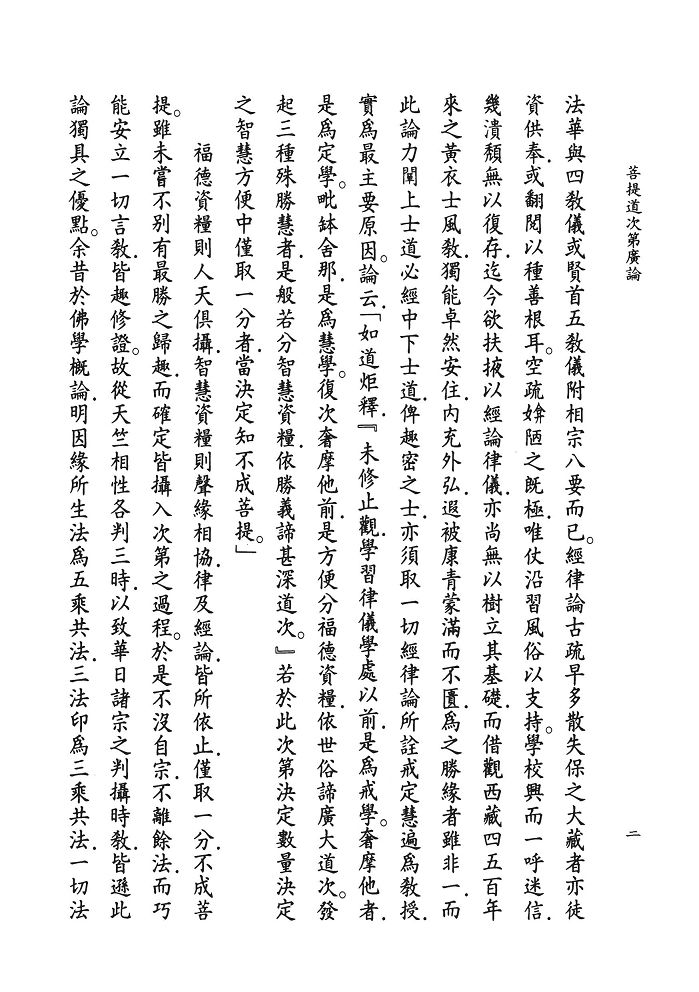 菩提道次第廣論
二
法華與四教儀或賢首五教儀附相宗八要而已。經律論古疏早多散失保之大藏者亦徒
資供奉．或翻閱以種善根耳。空疏媕陋之旣極．唯仗沿習風俗以支持。學校興而一呼迷信．
幾潰頹無以復存．迄今欲扶掖以經論律儀．亦尚無以樹立其基礎．而借觀西藏四五百年
來之黃衣士風教．獨能卓然安住．內充外弘．遐被康青蒙滿而不匱．爲之勝緣者雖非一．而
此論力闡上士道必經中下士道．俾趣密之士．亦須取一切經律論所詮戒定慧遍爲教授．
實爲最主要原因。論云．「如道炬釋．『未修止觀．學習律儀學處以前．是爲戒學。奢摩他者．
是爲定學。毗缽舍那．是爲慧學。復次奢摩他前．是方便分福德資糧．依世俗諦廣大道次。發
起三種殊勝慧者．是般若分智慧資糧．依勝義諦甚深道次。』若於此次第決定數量決定
之智慧方便中僅取一分者．當決定知不成菩提。」
福德資糧則人天俱攝．智慧資糧則聲緣相協．律及經論．皆所依止．僅取一分．不成菩
提。雖未嘗不別有最勝之歸趣．而確定皆攝入次第之過程。於是不沒自宗．不離餘法．而巧
能安立一切言教．皆趣修證。故從天竺相性各判三時．以致華日諸宗之判攝時教．皆遜此
論獨具之優點。余昔於佛學概論．明因緣所生法爲五乘共法．三法印爲三乘共法．一切法